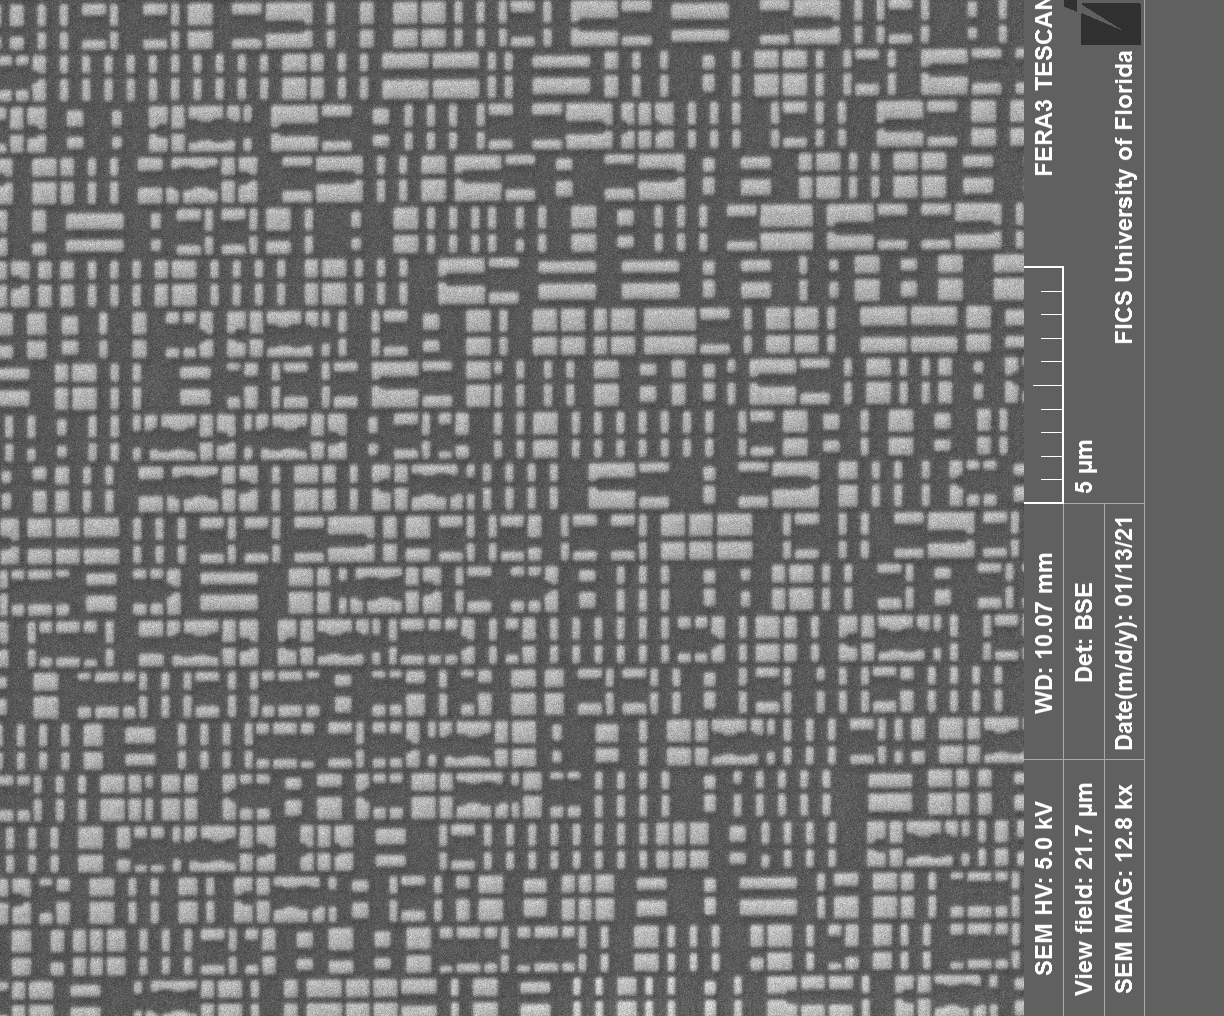 SEM HV: 5.0 kV
WD: 10.07 mm
FERA3 TESCAN
View field: 21.7 µm
Det: BSE
5 µm
SEM MAG: 12.8 kx
Date(m/d/y): 01/13/21
FICS University of Florida